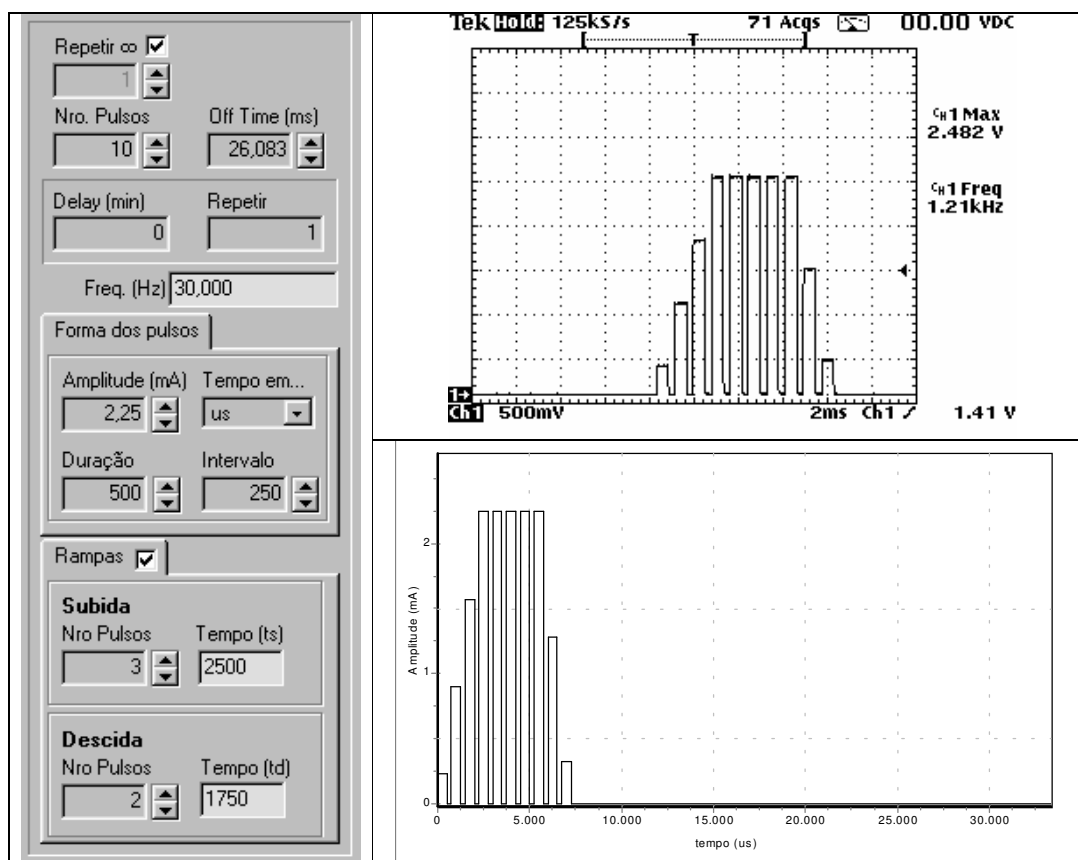 Repetir ∞
1
Nro. Pulsos Off Time (ms)
10 26,083
Delay (min) Repetir
0 1
Freq. (Hz) 30,000
Forma dos pulsos
Amplitude (mA) Tempo em...
2,25 us
Duração Intervalo
500 250
Rampas
Subida
Nro Pulsos Tempo (ts)
3 2500
Descida
Nro Pulsos Tempo (td)
2 1750
Tek Hold: 125kS/s 71 Acqs 00.00 VDC
T
CH1 Max
2.482 V
CH1 Freq
1.21kHz
1→
Ch1 500mV 2ms Ch1 1.41 V
Amplitude (mA)
2
1
0
0 5.000 10.000 15.000 20.000 25.000 30.000
tempo (us)